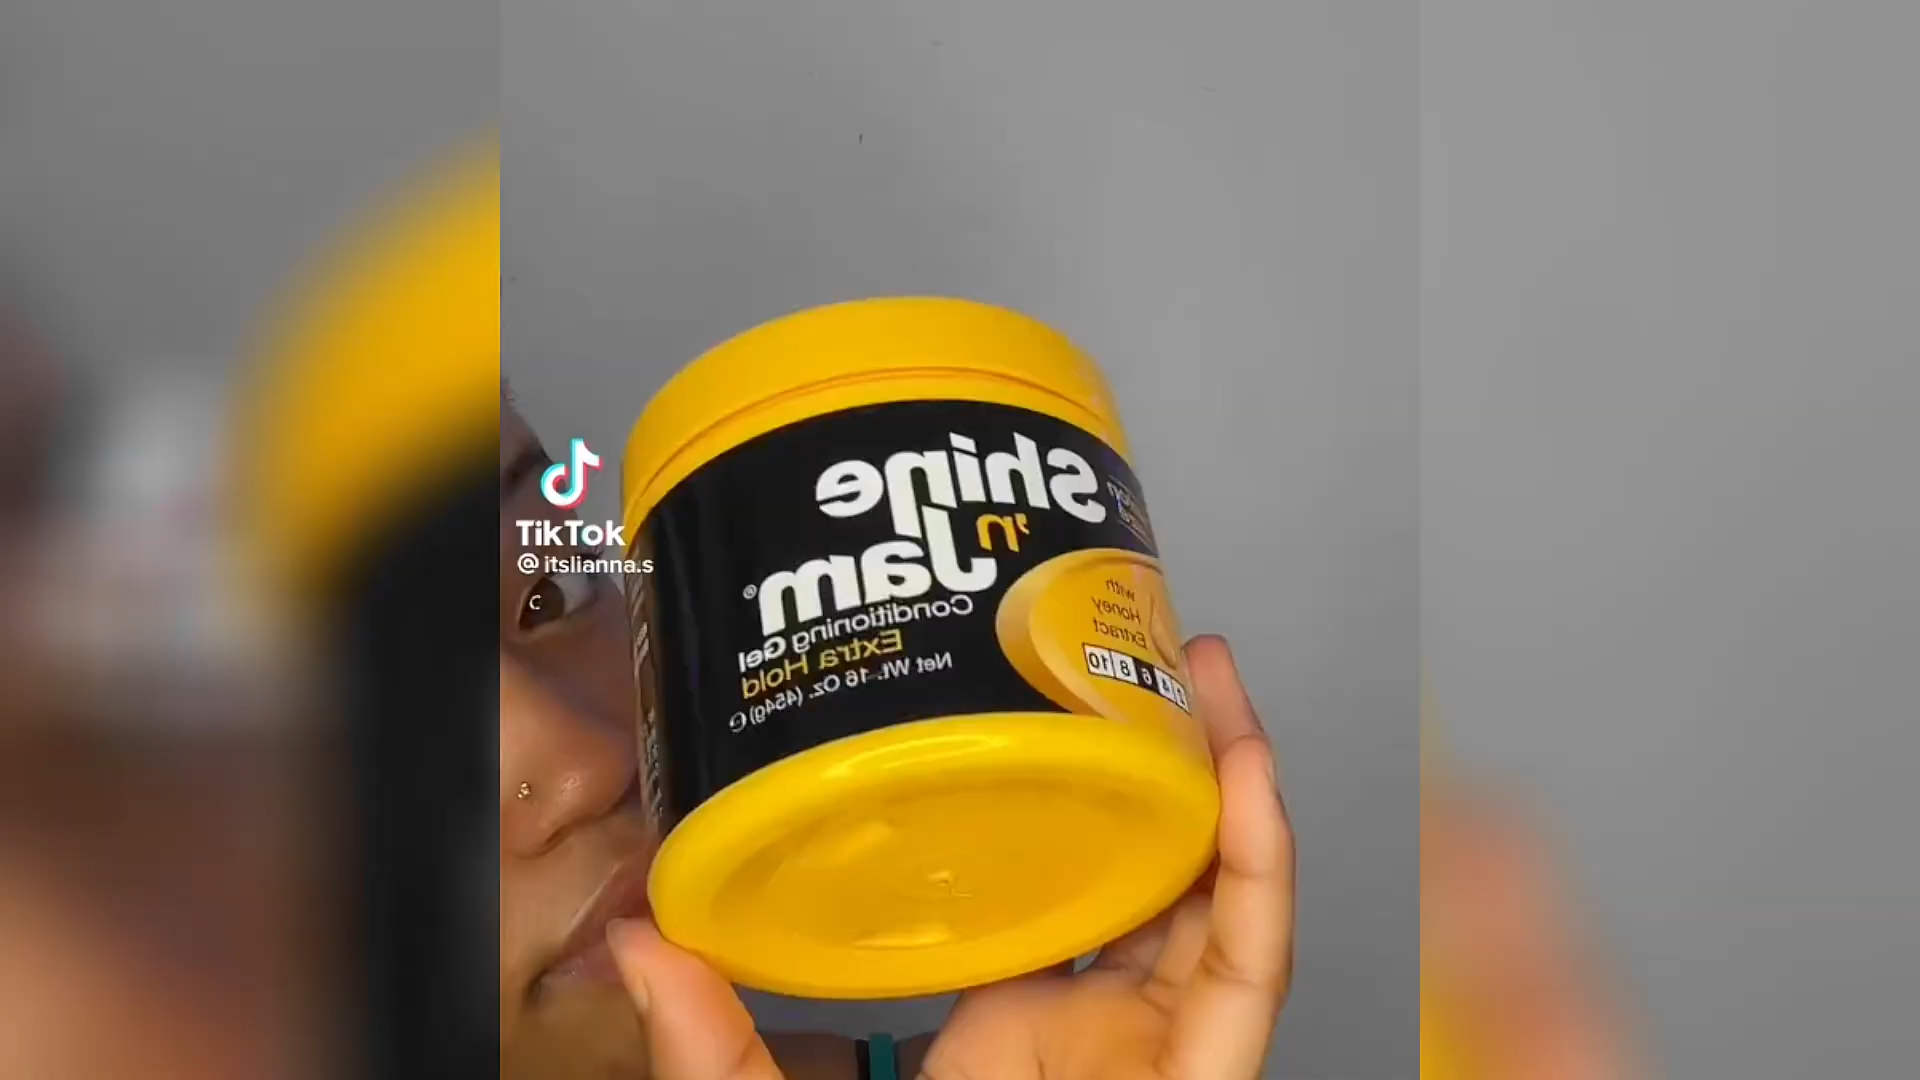 TikTok
@itslianna.s
Shine
'n
Jam®
Conditioning Gel
Extra Hold
Net Wt. 16 Oz. (454g) ℮
with
Honey
Extract
4 6 8 10